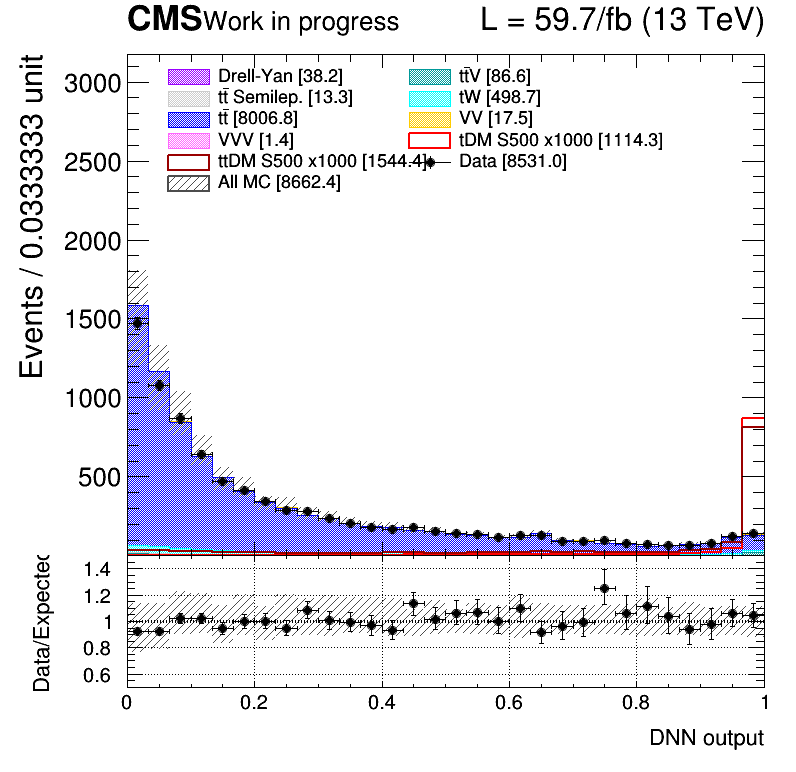 CMS Work in progress L = 59.7/fb (13 TeV)
Events / 0.0333333 unit
3000
2500
2000
1500
1000
500
Drell-Yan [38.2] tt̄V [86.6]
tt̄ Semilep. [13.3] tW [498.7]
tt̄ [8006.8] VV [17.5]
VVV [1.4] tDM S500 x1000 [1114.3]
ttDM S500 x1000 [1544.4] Data [8531.0]
All MC [8662.4]
Data/Expected
1.4
1.2
1
0.8
0.6
0 0.2 0.4 0.6 0.8 1
DNN output